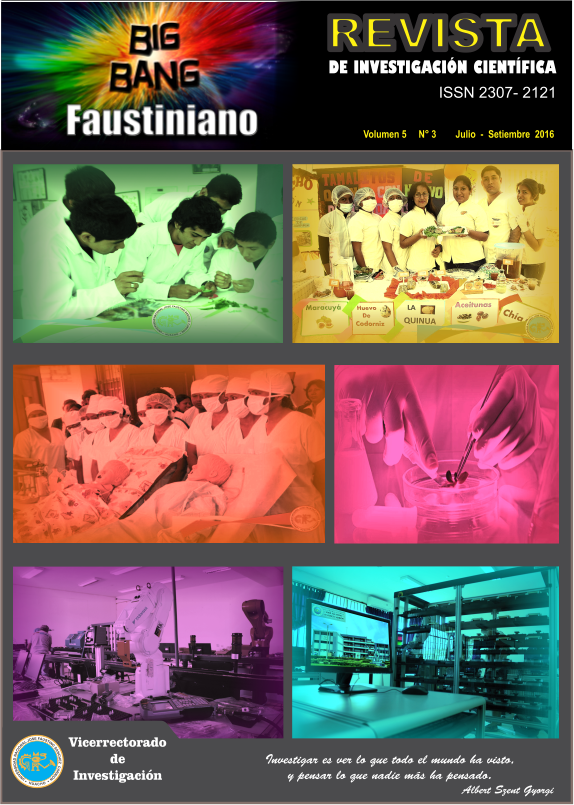 BIG
BANG
Faustiniano
REVISTA
DE INVESTIGACIÓN CIENTÍFICA
ISSN 2307- 2121
Volumen 5 N° 3 Julio - Setiembre 2016
Maracuyá
Huevo
De
Codorniz
LA
QUINUA
Aceitunas
Chia
Vicerrectorado
de
Investigación
Investigar es ver lo que todo el mundo ha visto,
y pensar lo que nadie más ha pensado.
Albert Szent Gyorgi